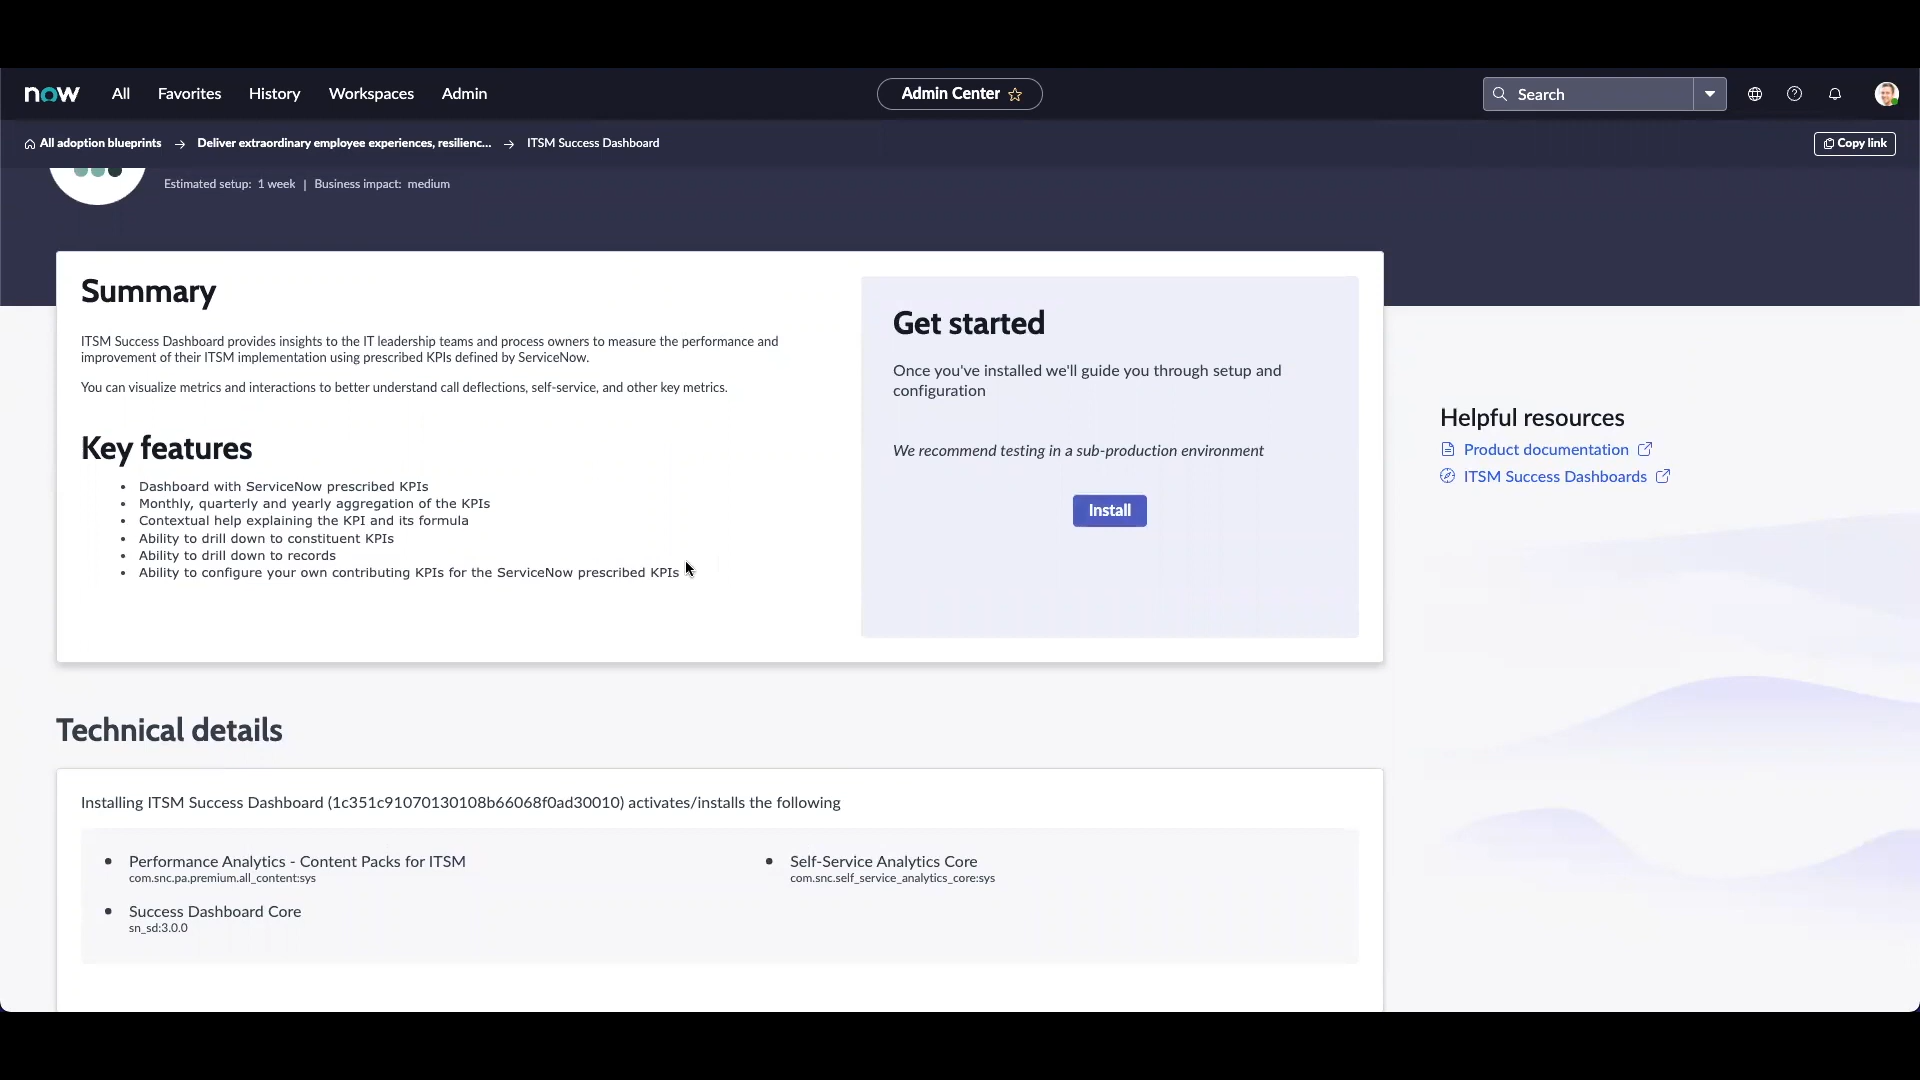 now All Favorites History Workspaces Admin Admin Center Search
All adoption blueprints → Deliver extraordinary employee experiences, resilienc... → ITSM Success Dashboard Copy link
Estimated setup: 1 week | Business impact: medium
Summary
ITSM Success Dashboard provides insights to the IT leadership teams and process owners to measure the performance and
improvement of their ITSM implementation using prescribed KPIs defined by ServiceNow.
You can visualize metrics and interactions to better understand call deflections, self-service, and other key metrics.
Key features
• Dashboard with ServiceNow prescribed KPIs
• Monthly, quarterly and yearly aggregation of the KPIs
• Contextual help explaining the KPI and its formula
• Ability to drill down to constituent KPIs
• Ability to drill down to records
• Ability to configure your own contributing KPIs for the ServiceNow prescribed KPIs
Get started
Once you've installed we'll guide you through setup and
configuration
We recommend testing in a sub-production environment
Install
Helpful resources
Product documentation
ITSM Success Dashboards
Technical details
Installing ITSM Success Dashboard (1c351c91070130108b66068f0ad30010) activates/installs the following
• Performance Analytics - Content Packs for ITSM
com.snc.pa.premium.all_content:sys
• Self-Service Analytics Core
com.snc.self_service_analytics_core:sys
• Success Dashboard Core
sn_sd:3.0.0